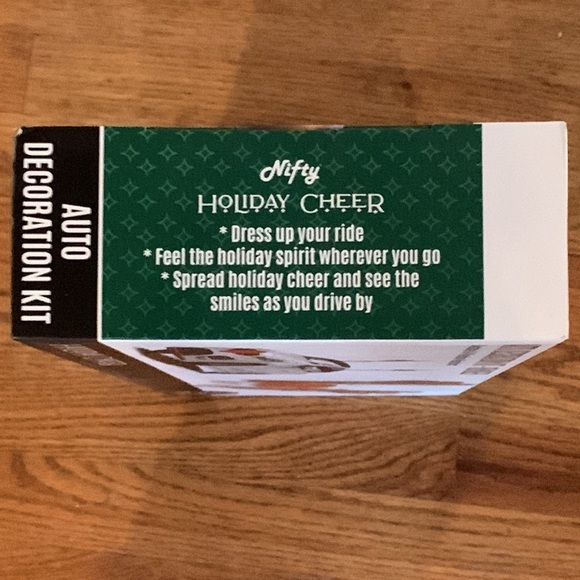 AUTO
DECORATION KIT
Nifty
HOLIDAY CHEER
* Dress up your ride
* Feel the holiday spirit wherever you go
* Spread holiday cheer and see the
smiles as you drive by